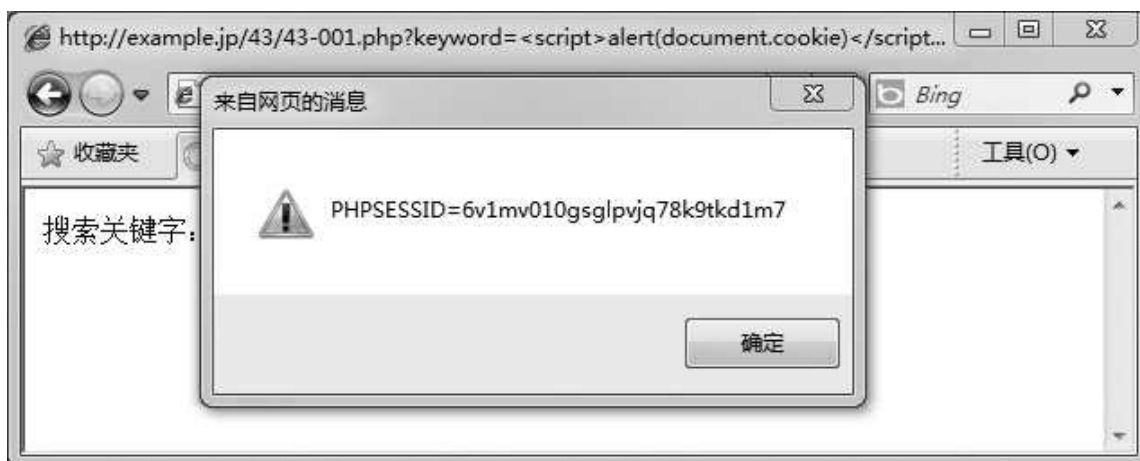 http://example.jp/43/43-001.php?keyword=<script>alert(document.cookie)</script...
来自网页的消息
Bing
收藏夹
工具(O)
搜索关键字：
PHPSESSID=6v1mv010gsglpvjq78k9tkd1m7
确定